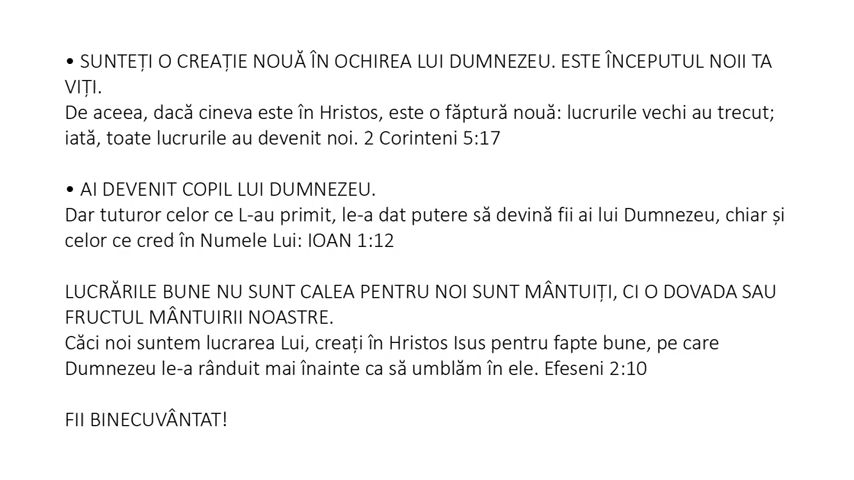 • SUNTEȚI O CREAȚIE NOUĂ ÎN OCHIREA LUI DUMNEZEU. ESTE ÎNCEPUTUL NOII TA
VIȚI.
De aceea, dacă cineva este în Hristos, este o făptură nouă: lucrurile vechi au trecut;
iată, toate lucrurile au devenit noi. 2 Corinteni 5:17
• AI DEVENIT COPIL LUI DUMNEZEU.
Dar tuturor celor ce L-au primit, le-a dat putere să devină fii ai lui Dumnezeu, chiar și
celor ce cred în Numele Lui: IOAN 1:12
LUCRĂRILE BUNE NU SUNT CALEA PENTRU NOI SUNT MÂNTUIȚI, CI O DOVADA SAU
FRUCTUL MÂNTUIRII NOASTRE.
Căci noi suntem lucrarea Lui, creați în Hristos Isus pentru fapte bune, pe care
Dumnezeu le-a rânduit mai înainte ca să umblăm în ele. Efeseni 2:10
FII BINECUVÂNTAT!